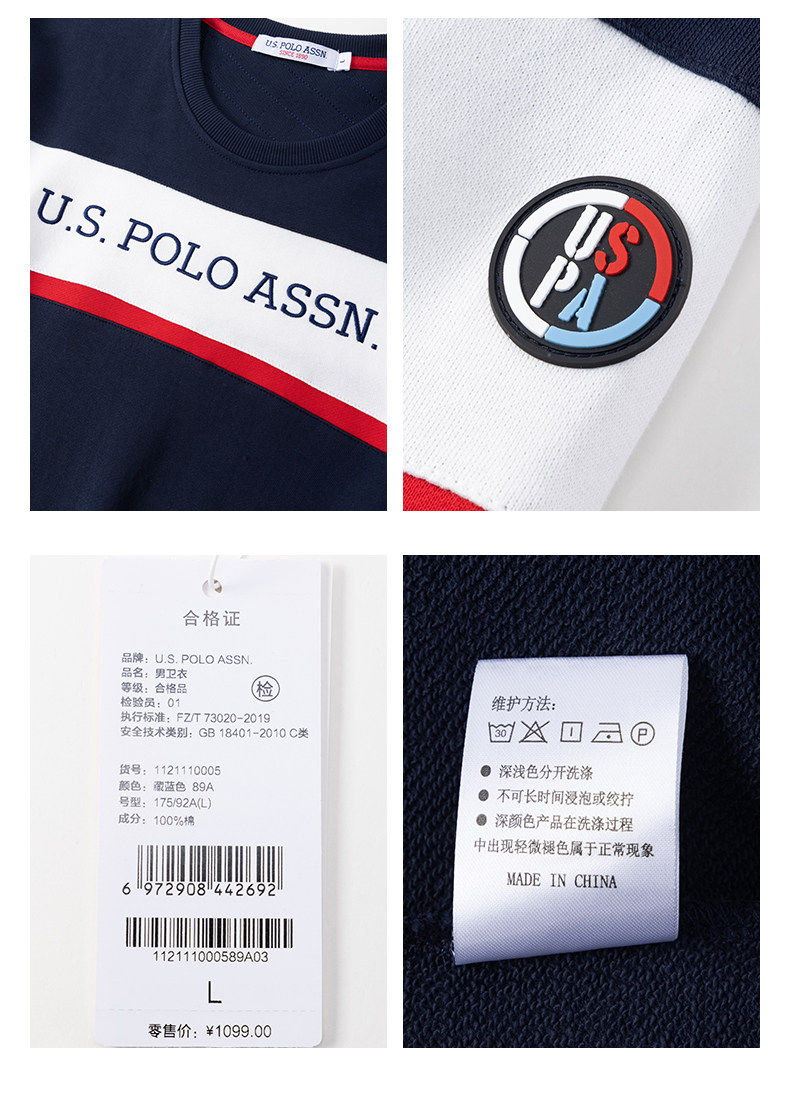 U.S. POLO ASSN.
SINCE 1890
L
U.S. POLO ASSN.
US
PA
合格证
品牌: U.S. POLO ASSN.
品名: 男卫衣
等级: 合格品
检
检验员: 01
执行标准: FZ/T 73020-2019
安全技术类别: GB 18401-2010 C类
货号: 1121110005
颜色: 藏蓝色 89A
号型: 175/92A(L)
成分: 100%棉
6 972908 442692
112111000589A03
L
零售价: ¥1099.00
维护方法:
30
P
● 深浅色分开洗涤
● 不可长时间浸泡或绞拧
● 深颜色产品在洗涤过程
中出现轻微褪色属于正常现象
MADE IN CHINA